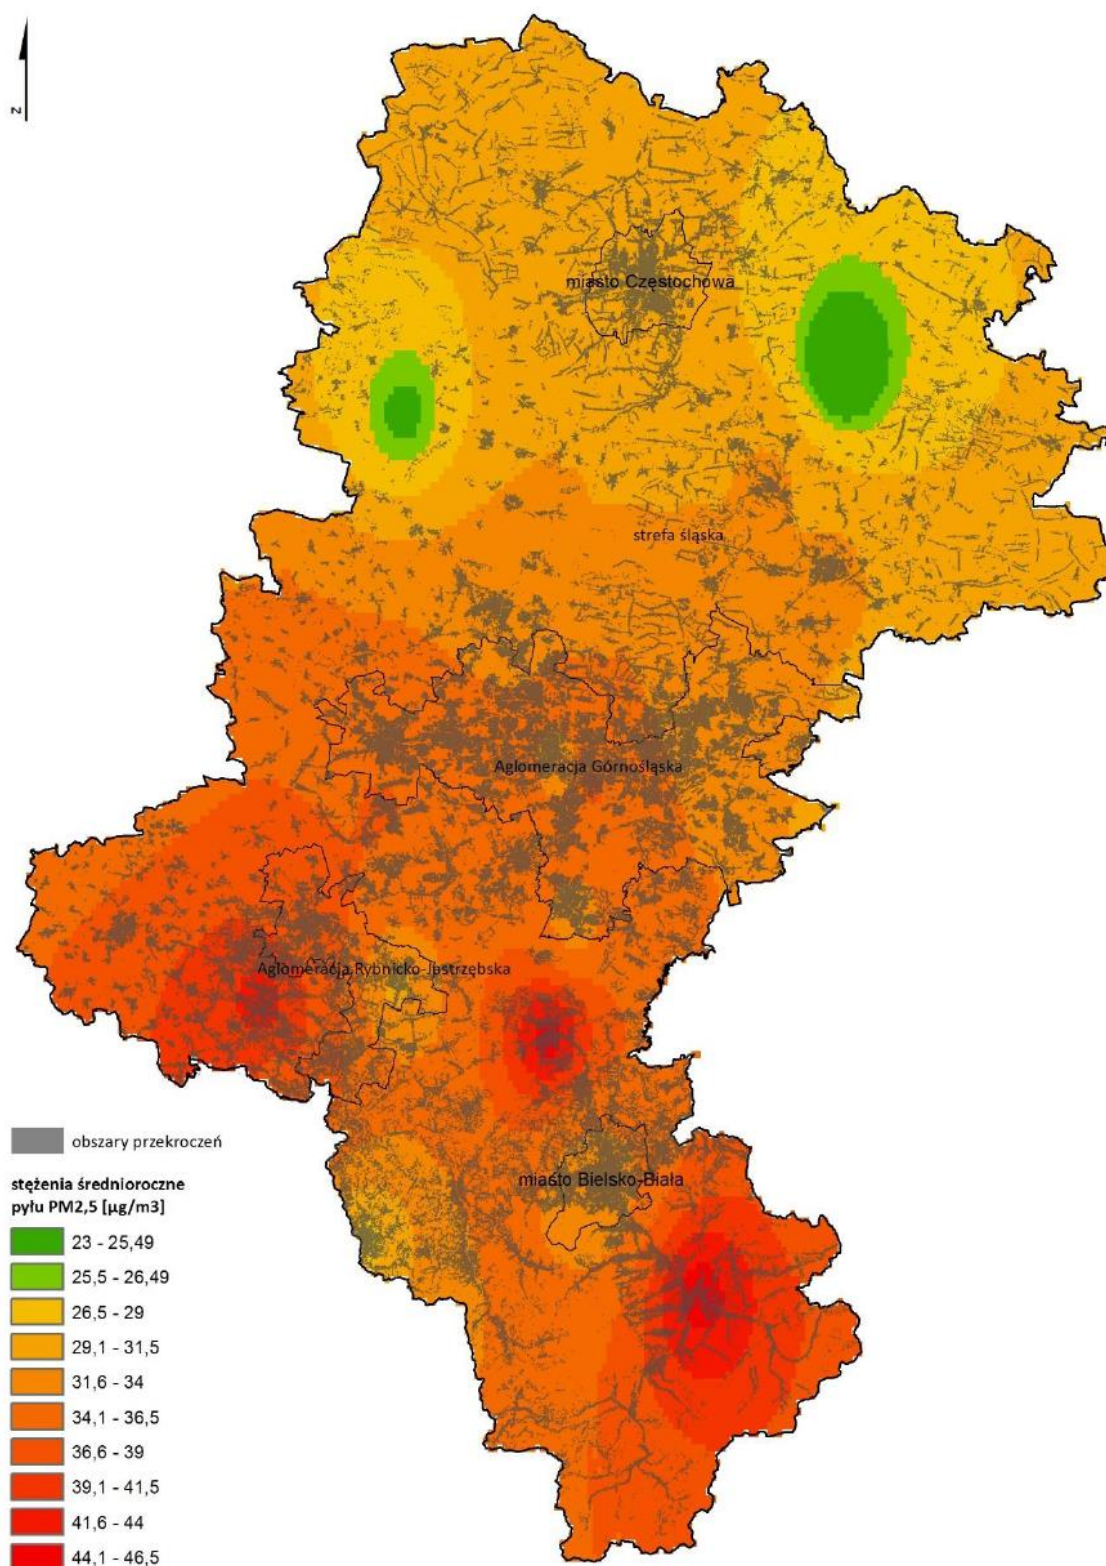 N
miasto Częstochowa
strefa śląska
Aglomeracja Górnośląska
Aglomeracja Rybnicko-Jastrzębska
miasto Bielsko-Biała
obszary przekroczeń
stężenia średnioroczne
pyłu PM2,5 [µg/m3]
23 - 25,49
25,5 - 26,49
26,5 - 29
29,1 - 31,5
31,6 - 34
34,1 - 36,5
36,6 - 39
39,1 - 41,5
41,6 - 44
44,1 - 46,5